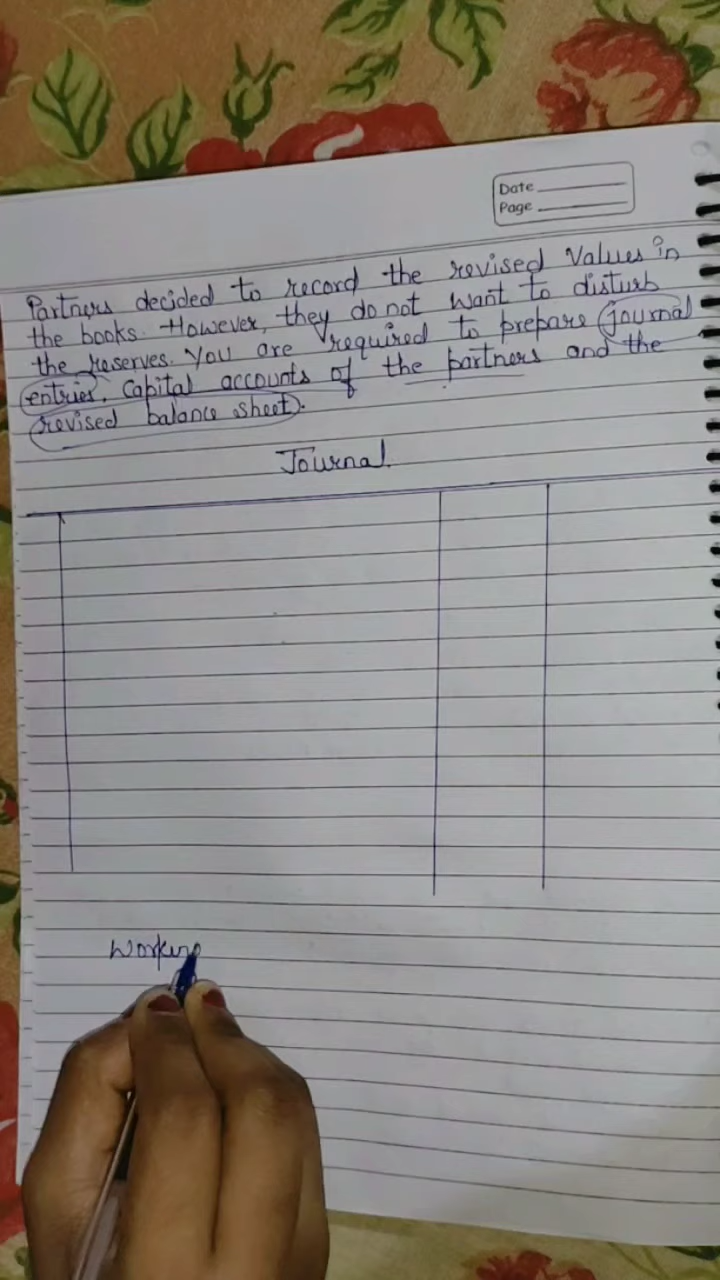 Date
Page
Partners decided to record the revised values in
the books. However, they do not want to disturb
the reserves. You are required to prepare journal
entries, Capital accounts of the partners and the
revised balance sheet.
Journal
Working